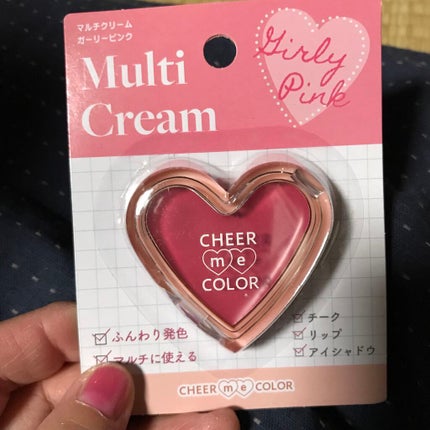 マルチクリーム
ガーリーピンク
Multi
Cream
Girly
Pink
CHEER
me
COLOR
ふんわり発色
マルチに使える
チーク
リップ
アイシャドウ
CHEER me COLOR